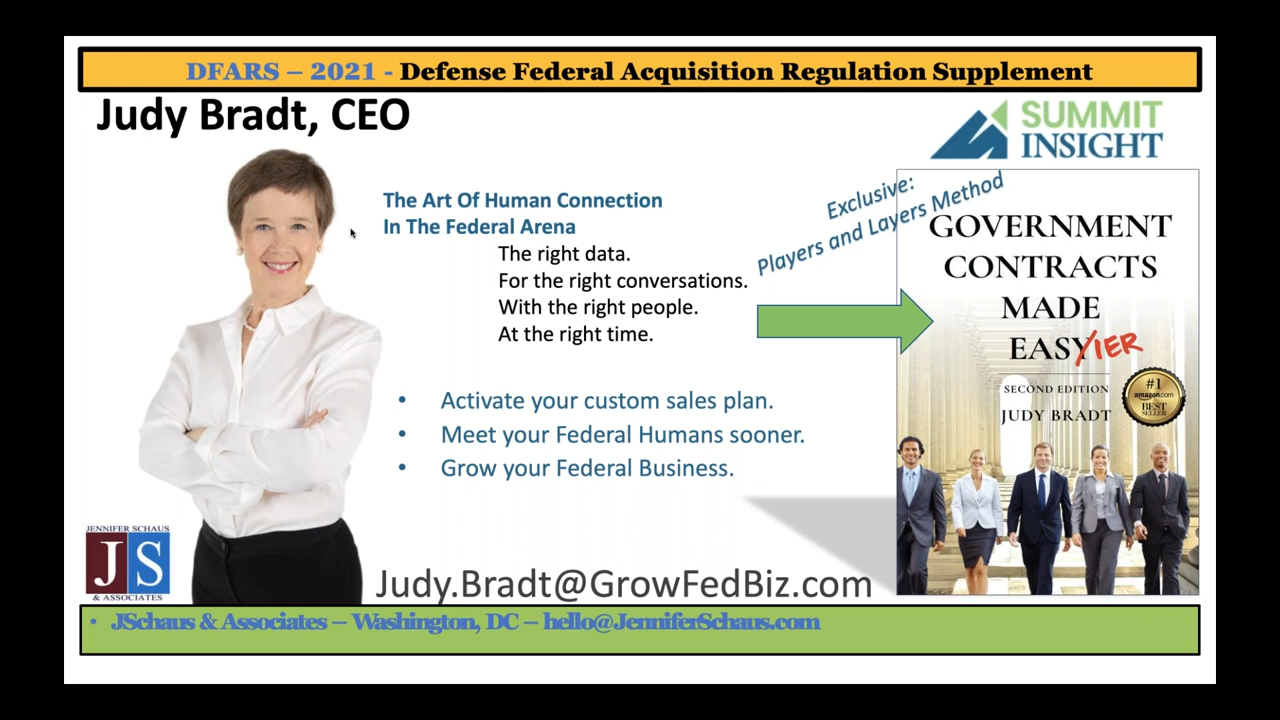 DFARS – 2021 - Defense Federal Acquisition Regulation Supplement
Judy Bradt, CEO
SUMMIT
INSIGHT
The Art Of Human Connection
In The Federal Arena
The right data.
For the right conversations.
With the right people.
At the right time.
Exclusive:
Players and Layers Method
GOVERNMENT
CONTRACTS
MADE
EASYIER
SECOND EDITION
JUDY BRADT
#1
amazon.com
BEST
SELLER
• Activate your custom sales plan.
• Meet your Federal Humans sooner.
• Grow your Federal Business.
JENNIFER SCHAUS
JS
& ASSOCIATES
Judy.Bradt@GrowFedBiz.com
• JSchaus & Associates – Washington, DC – hello@JenniferSchaus.com